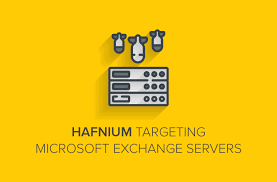 HAFNIUM TARGETING
MICROSOFT EXCHANGE SERVERS